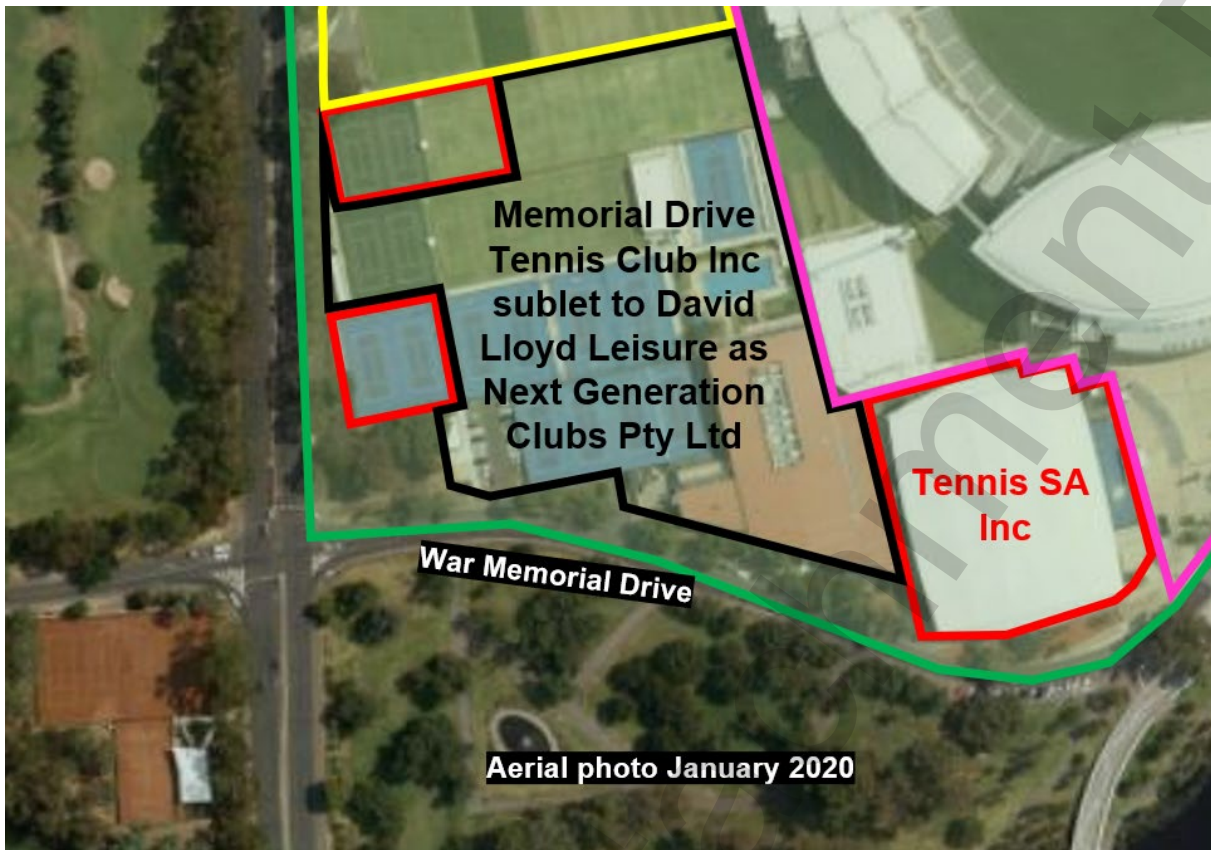 Memorial Drive
Tennis Club Inc
sublet to David
Lloyd Leisure as
Next Generation
Clubs Pty Ltd
Tennis SA
Inc
War Memorial Drive
Aerial photo January 2020